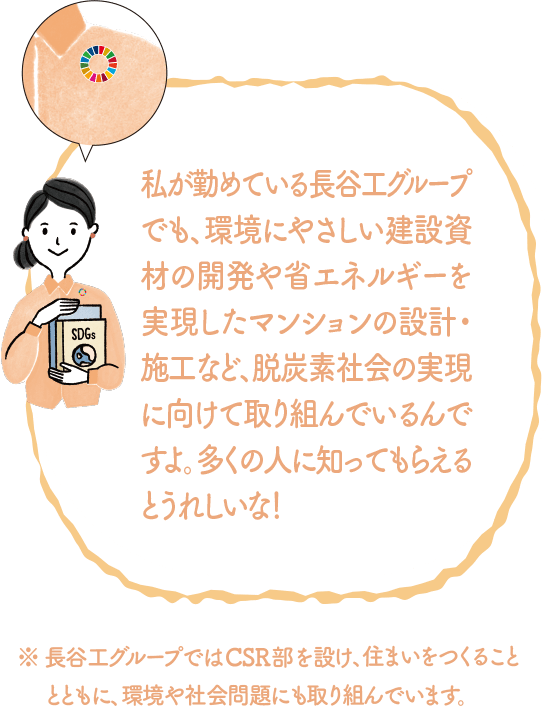 私が勤めている長谷工グループ
でも、環境にやさしい建設資
材の開発や省エネルギーを
実現したマンションの設計・
施工など、脱炭素社会の実現
に向けて取り組んでいるんで
すよ。多くの人に知ってもらえる
とうれしいな！
SDGs
※ 長谷工グループではCSR部を設け、住まいをつくること
とともに、環境や社会問題にも取り組んでいます。